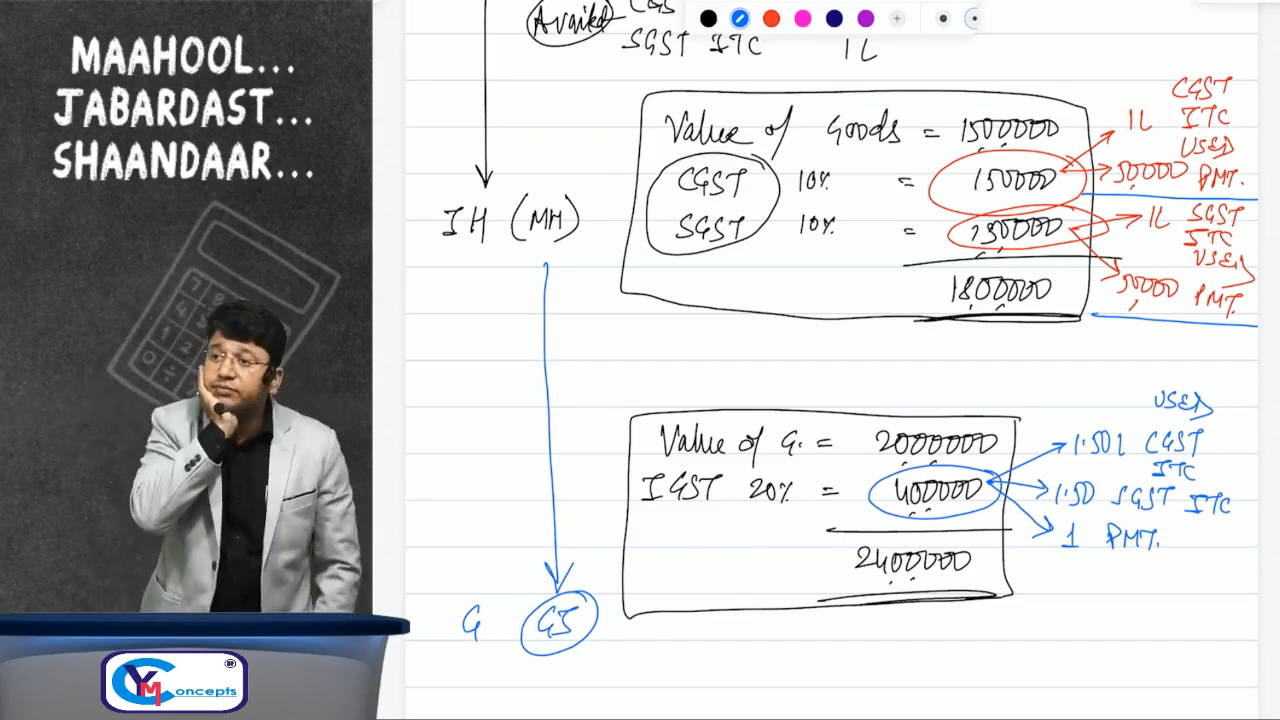 MAAHOOL...
JABARDAST...
SHAANDAAR...
Availed
SGST ITC 1L
Value of Goods = 1500000
CGST 10% = 150000
SGST 10% = 150000
1800000
1L CGST ITC USED
50000 PMT.
1L SGST ITC USED
50000 PMT.
IH (MH)
Value of G. = 2000000
IGST 20% = 400000
2400000
USED
1.50L CGST ITC
1.50 SGST ITC
1 PMT.
G GJ
CYM Concepts ®